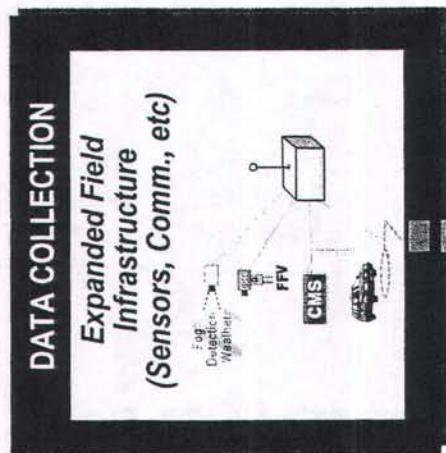 DATA COLLECTION
Expanded Field
Infrastructure
(Sensors, Comm., etc)
Fog
Detection
Weather
FFV
CMS